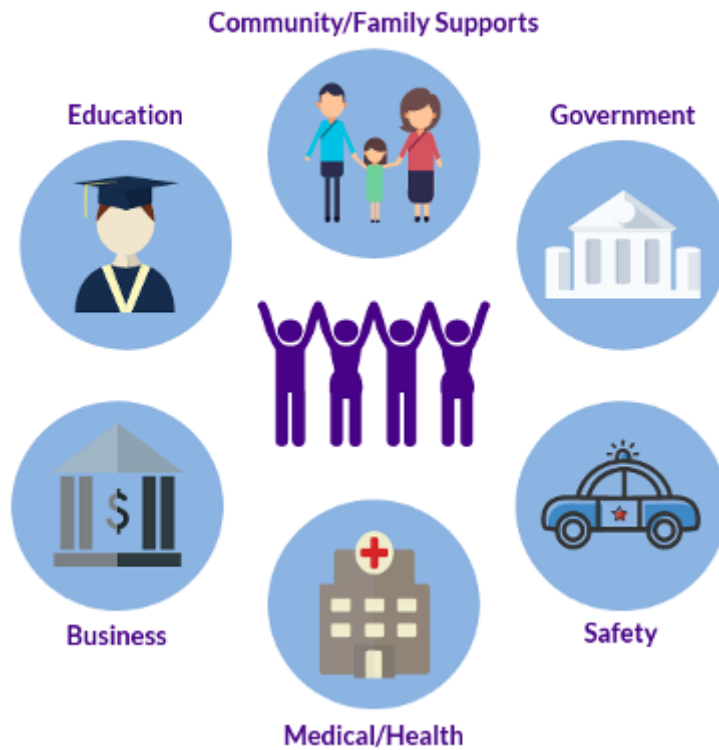 Community/Family Supports
Education
Government
$
Business
Safety
Medical/Health